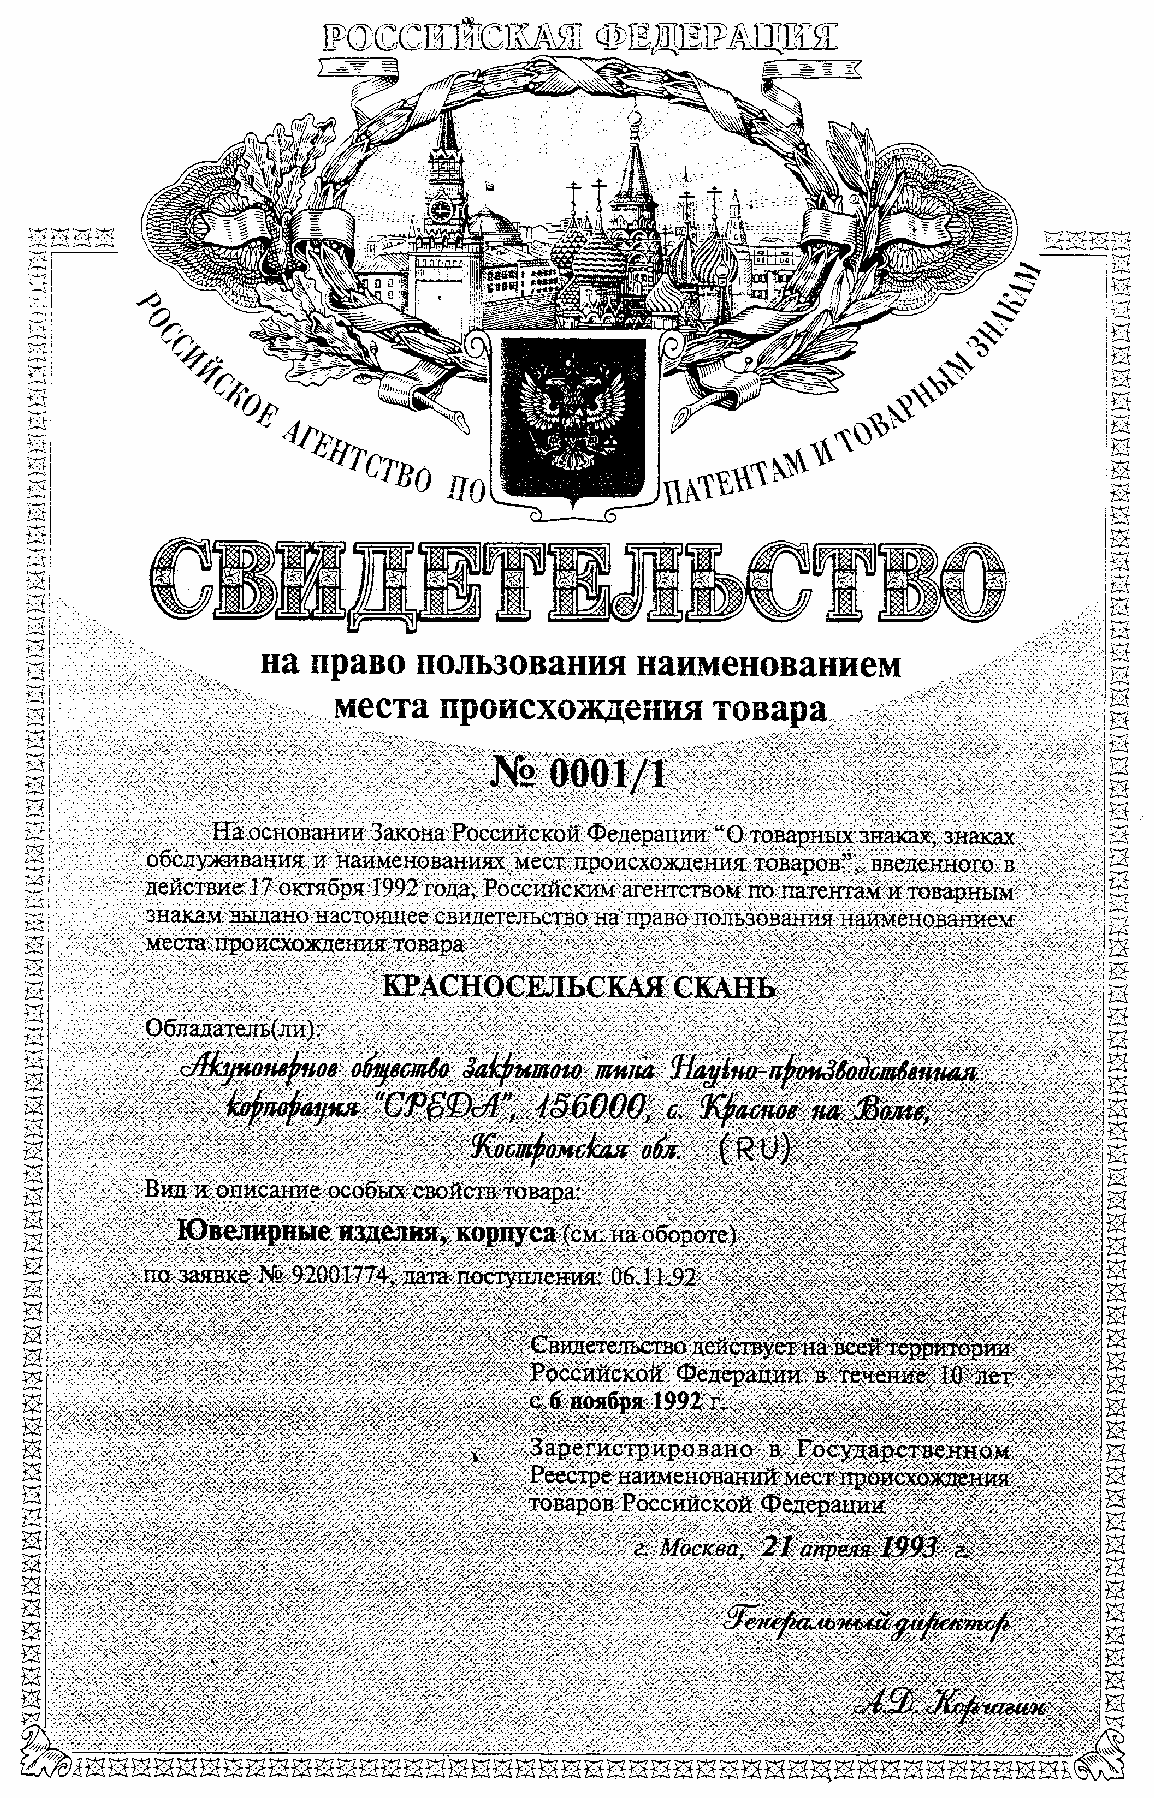 РОССИЙСКАЯ ФЕДЕРАЦИЯ
РОССИЙСКОЕ АГЕНТСТВО ПО ПАТЕНТАМ И ТОВАРНЫМ ЗНАКАМ
СВИДЕТЕЛЬСТВО
на право пользования наименованием
места происхождения товара
№ 0001/1
На основании Закона Российской Федерации “О товарных знаках, знаках
обслуживания и наименованиях мест происхождения товаров”, введенного в
действие 17 октября 1992 года, Российским агентством по патентам и товарным
знакам выдано настоящее свидетельство на право пользования наименованием
места происхождения товара
КРАСНОСЕЛЬСКАЯ СКАНЬ
Обладатель(ли):
Акционерное общество закрытого типа Научно-производственная
корпорация "СРЕДА", 156000, с. Красное на Волге,
Костромская обл. (RU)
Вид и описание особых свойств товара:
Ювелирные изделия, корпуса (см. на обороте)
по заявке № 92001774, дата поступления: 06.11.92
Свидетельство действует на всей территории
Российской Федерации в течение 10 лет
с 6 ноября 1992 г.
Зарегистрировано в Государственном
Реестре наименований мест происхождения
товаров Российской Федерации
г. Москва, 21 апреля 1993 г.
Генеральный директор
А.Д. Корчагин